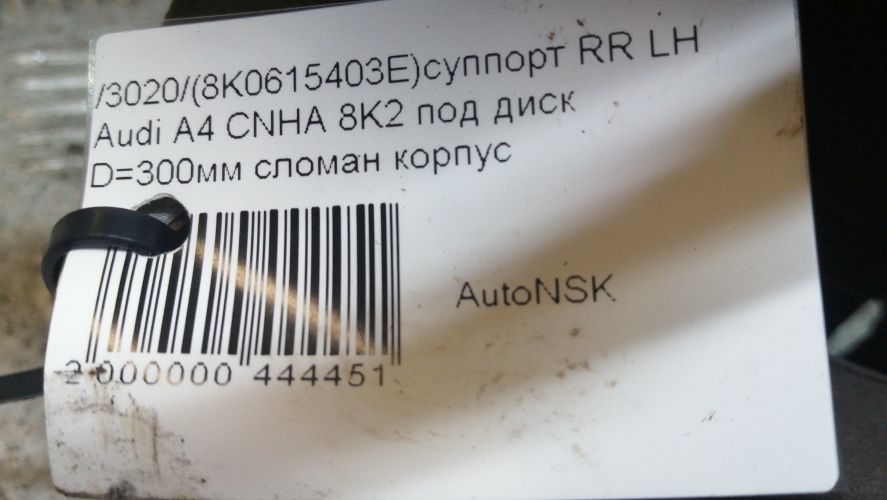 /3020/(8K0615403E)суппорт RR LH
Audi A4 CNHA 8K2 под диск
D=300мм сломан корпус
AutoNSK
2 000000 444451